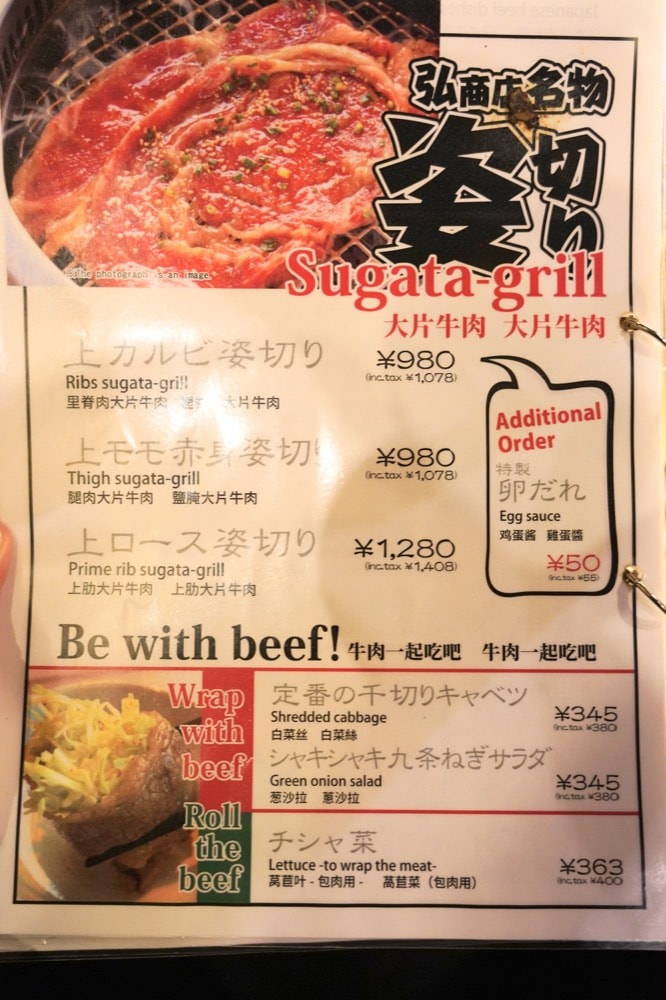 弘商店名物
姿切り
※The photograph is an image.
Sugata-grill
大片牛肉 大片牛肉
上カルビ姿切り ¥980
Ribs sugata-grill (inc.tax ¥1,078)
里脊肉大片牛肉 大片牛肉
上モモ赤身姿切り ¥980
Thigh sugata-grill (inc.tax ¥1,078)
腿肉大片牛肉 鹽腌大片牛肉
上ロース姿切り ¥1,280
Prime rib sugata-grill (inc.tax ¥1,408)
上肋大片牛肉 上肋大片牛肉
Additional
Order
特製
卵だれ
Egg sauce
鸡蛋酱 雞蛋醬
¥50
(inc.tax ¥55)
Be with beef! 牛肉一起吃吧 牛肉一起吃吧
Wrap
with
beef
定番の千切りキャベツ ¥345
Shredded cabbage (inc.tax ¥380)
白菜丝 白菜絲
シャキシャキ九条ねぎサラダ
Green onion salad ¥345
葱沙拉 蔥沙拉 (inc.tax ¥380)
Roll
the
beef
チシャ菜
Lettuce -to wrap the meat- ¥363
莴苣叶 - 包肉用 - 萵苣菜（包肉用） (inc.tax ¥400)